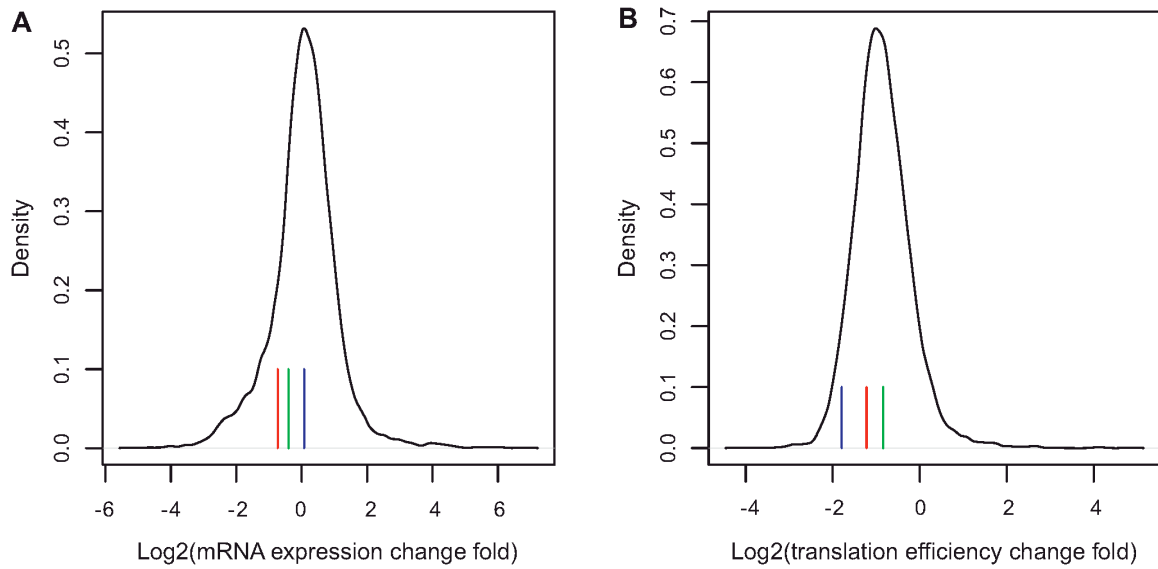 A
Density
0.0 0.1 0.2 0.3 0.4 0.5
-6 -4 -2 0 2 4 6
Log2(mRNA expression change fold)
B
Density
0.0 0.1 0.2 0.3 0.4 0.5 0.6 0.7
-4 -2 0 2 4
Log2(translation efficiency change fold)